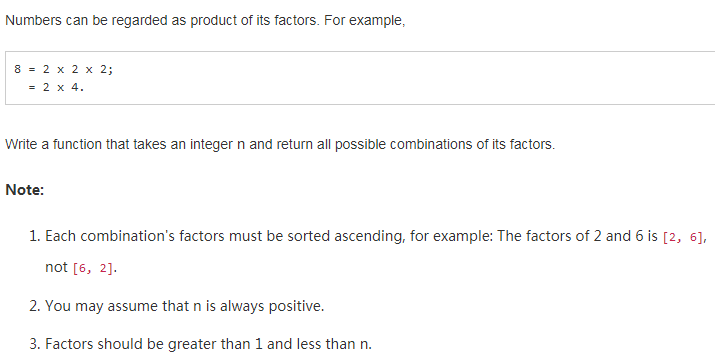 Numbers can be regarded as product of its factors. For example,
8 = 2 x 2 x 2;
= 2 x 4.
Write a function that takes an integer n and return all possible combinations of its factors.
Note:
1. Each combination's factors must be sorted ascending, for example: The factors of 2 and 6 is [2, 6],
not [6, 2].
2. You may assume that n is always positive.
3. Factors should be greater than 1 and less than n.